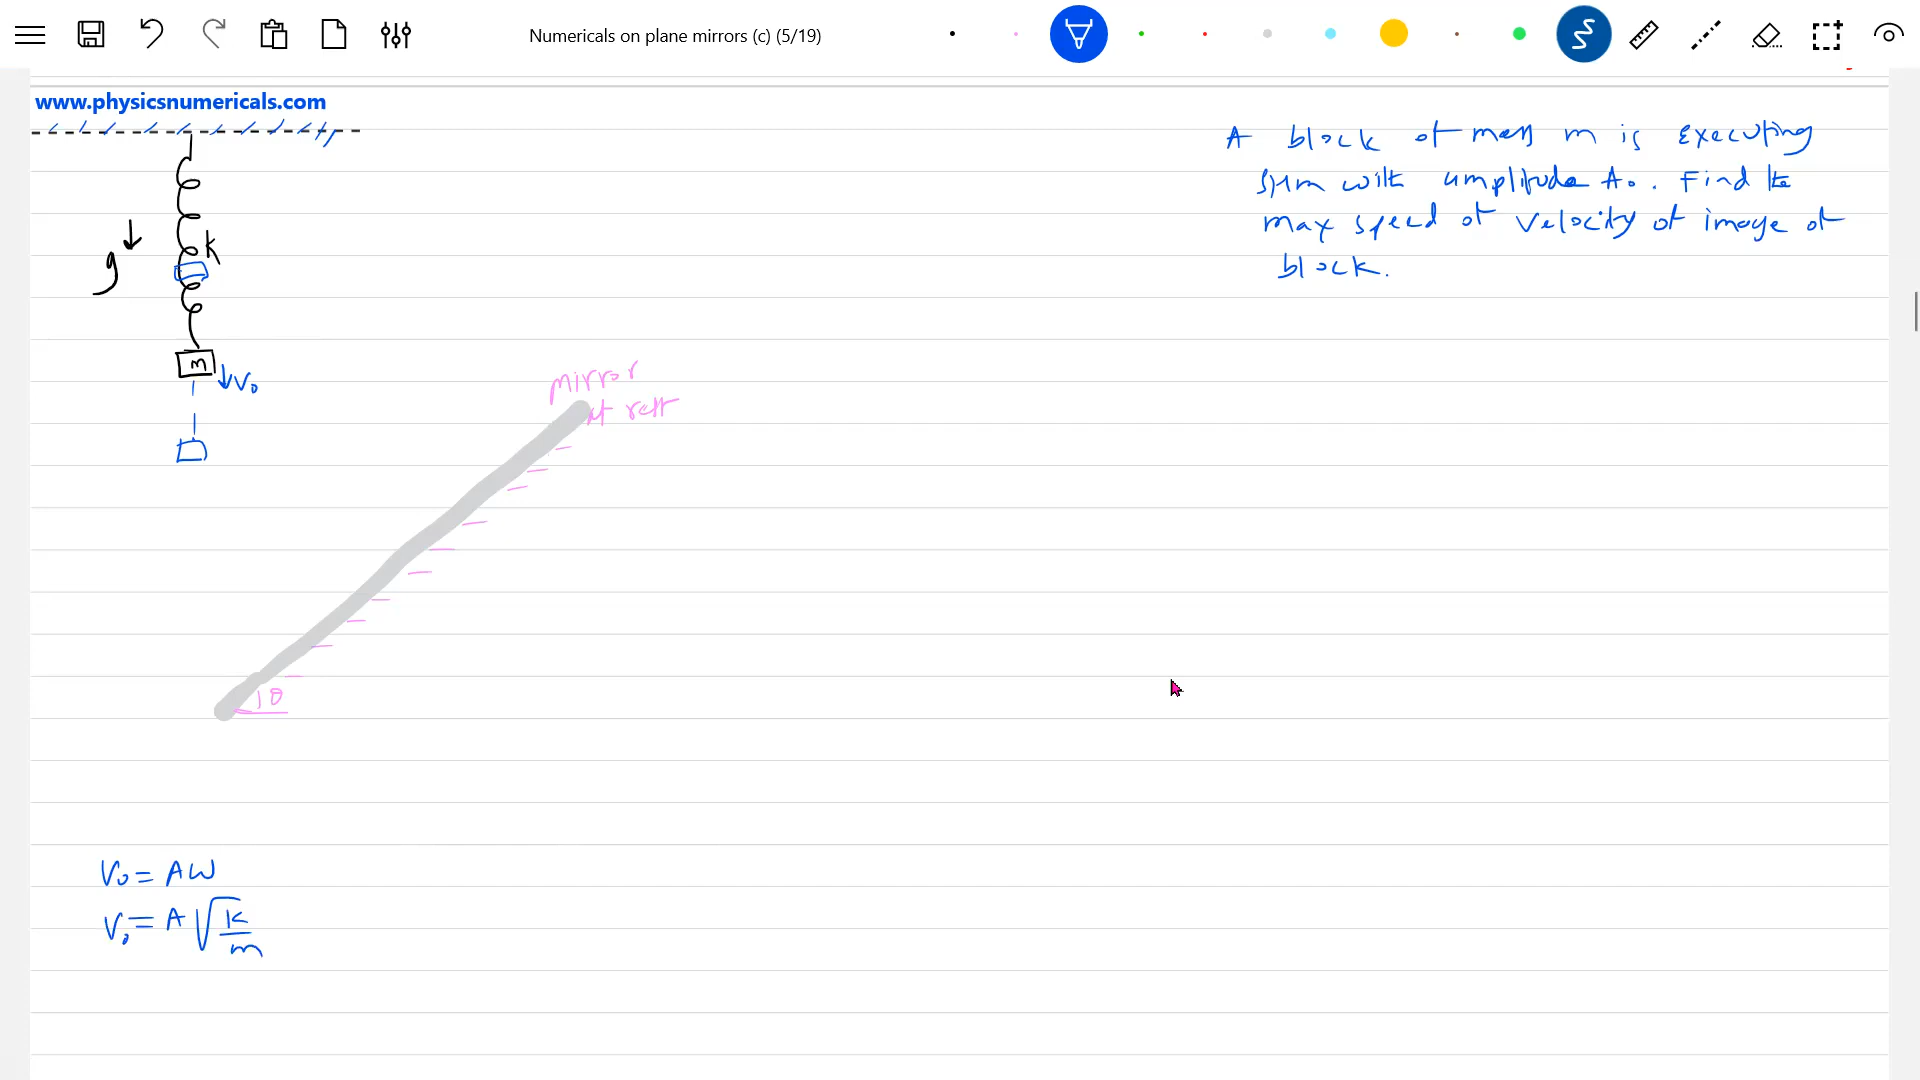 Numericals on plane mirrors (c) (5/19)
www.physicsnumericals.com
A block of mass m is executing
SHM with amplitude A₀. Find the
max speed of velocity of image of
block.
g
k
m
V₀
mirror
at rest
θ
V₀ = Aω
V₀ = A√(k/m)